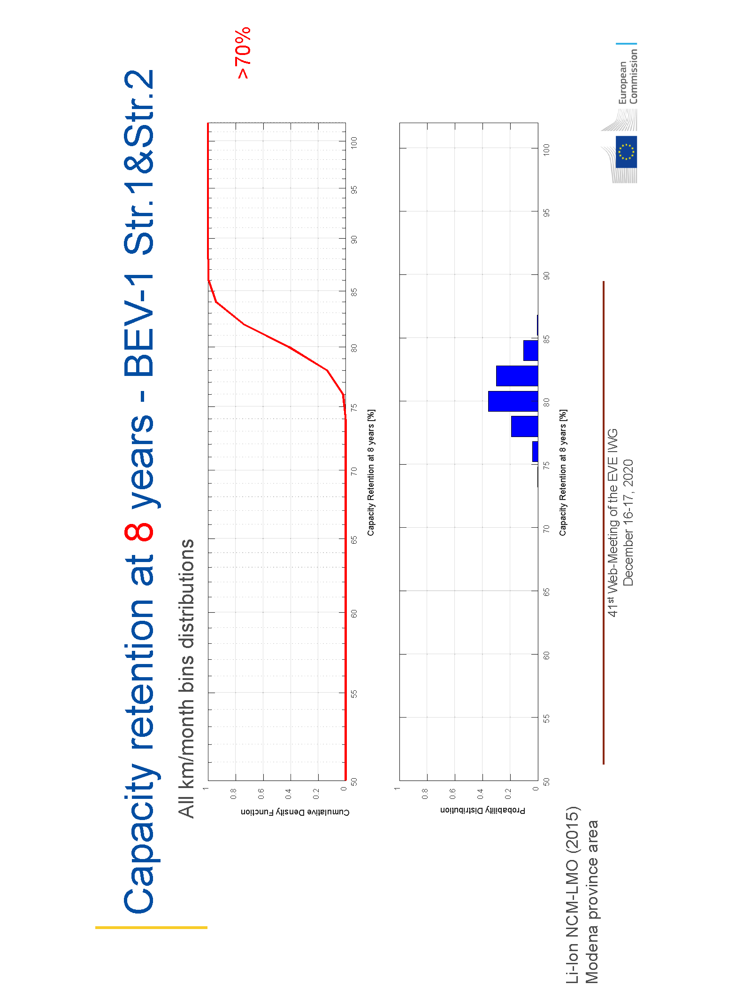 Capacity retention at 8 years - BEV-1 Str.1&Str.2
All km/month bins distributions
>70%
Cumulative Density Function
1
0.8
0.6
0.4
0.2
0
50 55 60 65 70 75 80 85 90 95 100
Capacity Retention at 8 years [%]
Probability Distribution
1
0.8
0.6
0.4
0.2
0
50 55 60 65 70 75 80 85 90 95 100
Capacity Retention at 8 years [%]
Li-Ion NCM-LMO (2015)
Modena province area
41st Web-Meeting of the EVE IWG
December 16-17, 2020
European
Commission